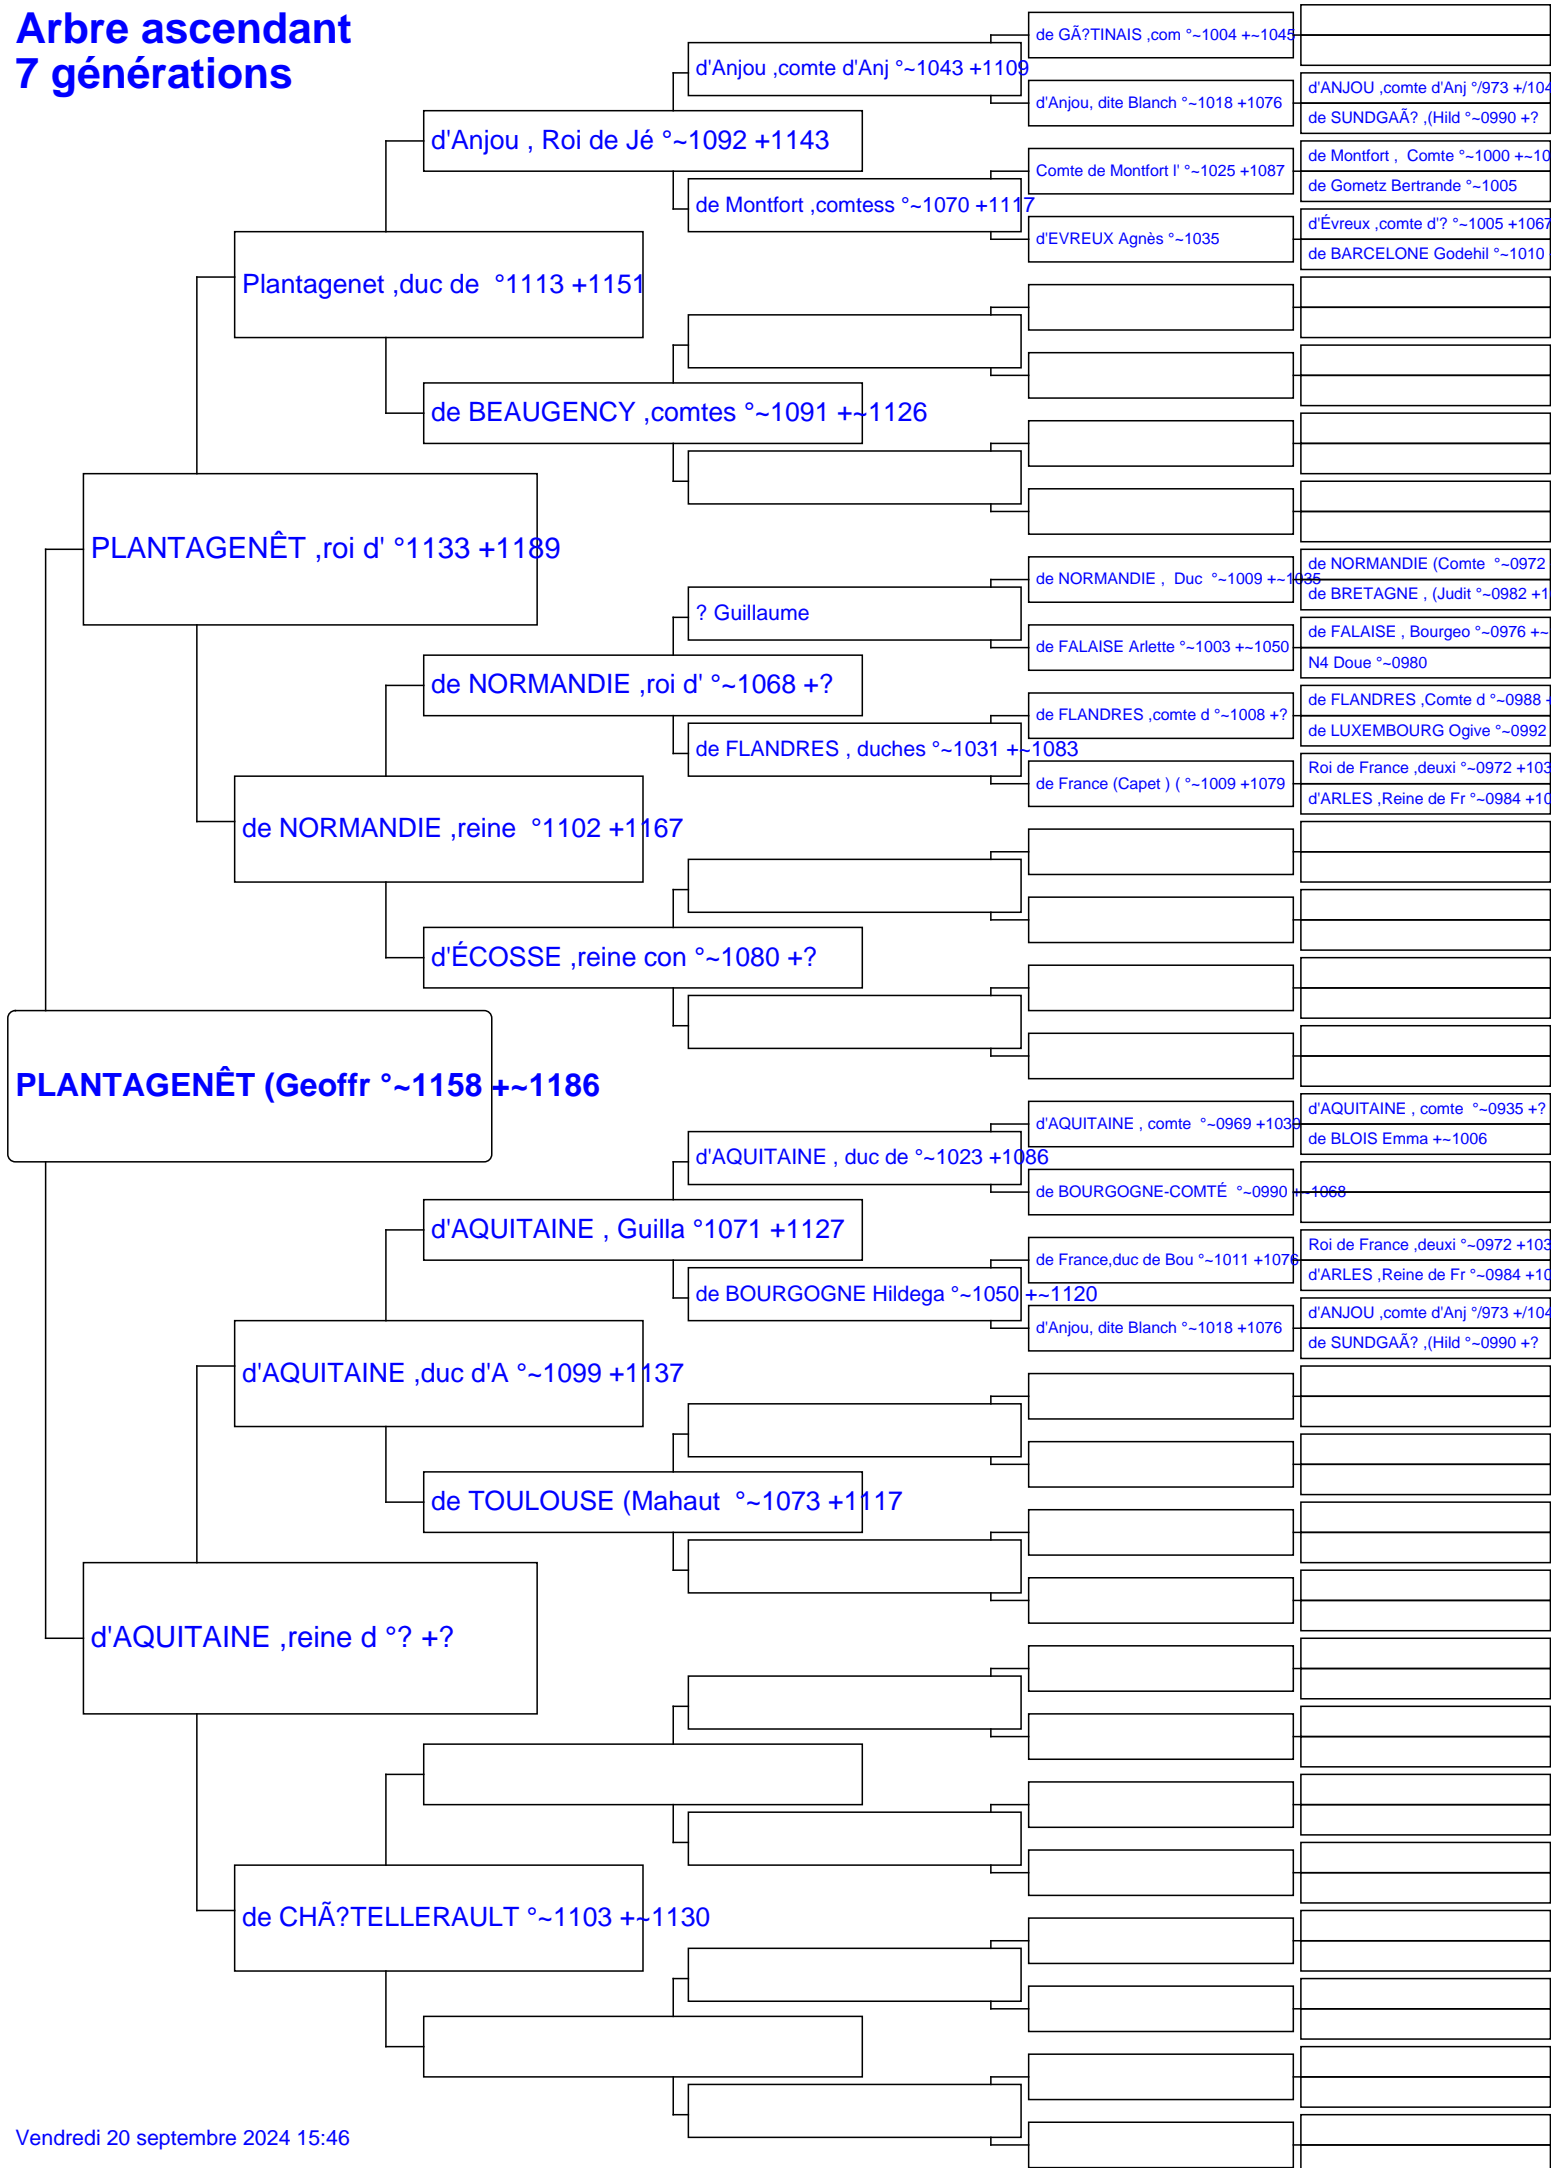 Arbre ascendant
7 générations
de GÃ?TINAIS ,com °~1004 +~1045
d'Anjou ,comte d'Anj °~1043 +1109
d'ANJOU ,comte d'Anj °/973 +/104
d'Anjou, dite Blanch °~1018 +1076
de SUNDGAÃ? ,(Hild °~0990 +?
d'Anjou , Roi de Jé °~1092 +1143
de Montfort , Comte °~1000 +~10
Comte de Montfort l' °~1025 +1087
de Gometz Bertrande °~1005
de Montfort ,comtess °~1070 +1117
d'Évreux ,comte d'? °~1005 +1067
d'EVREUX Agnès °~1035
de BARCELONE Godehil °~1010
Plantagenet ,duc de °1113 +1151
de BEAUGENCY ,comtes °~1091 +~1126
PLANTAGENÊT ,roi d' °1133 +1189
de NORMANDIE (Comte °~0972
de NORMANDIE , Duc °~1009 +~1035
de BRETAGNE , (Judit °~0982 +1
? Guillaume
de FALAISE , Bourgeo °~0976 +~
de FALAISE Arlette °~1003 +~1050
N4 Doue °~0980
de NORMANDIE ,roi d' °~1068 +?
de FLANDRES ,Comte d °~0988 +
de FLANDRES ,comte d °~1008 +?
de LUXEMBOURG Ogive °~0992
de FLANDRES , duches °~1031 +~1083
Roi de France ,deuxi °~0972 +103
de France (Capet ) ( °~1009 +1079
d'ARLES ,Reine de Fr °~0984 +10
de NORMANDIE ,reine °1102 +1167
d'ÉCOSSE ,reine con °~1080 +?
PLANTAGENÊT (Geoffr °~1158 +~1186
d'AQUITAINE , comte °~0935 +?
d'AQUITAINE , comte °~0969 +1030
de BLOIS Emma +~1006
d'AQUITAINE , duc de °~1023 +1086
de BOURGOGNE-COMTÉ °~0990 +~1068
d'AQUITAINE , Guilla °1071 +1127
Roi de France ,deuxi °~0972 +103
de France,duc de Bou °~1011 +1076
d'ARLES ,Reine de Fr °~0984 +10
de BOURGOGNE Hildega °~1050 +~1120
d'ANJOU ,comte d'Anj °/973 +/104
d'Anjou, dite Blanch °~1018 +1076
de SUNDGAÃ? ,(Hild °~0990 +?
d'AQUITAINE ,duc d'A °~1099 +1137
de TOULOUSE (Mahaut °~1073 +1117
d'AQUITAINE ,reine d °? +?
de CHÃ?TELLERAULT °~1103 +~1130
Vendredi 20 septembre 2024 15:46